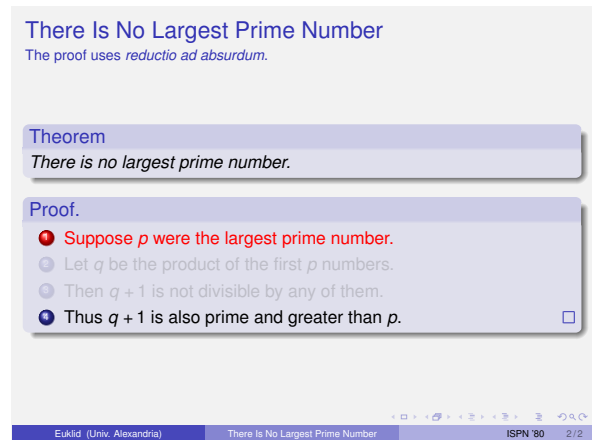 There Is No Largest Prime Number
The proof uses reductio ad absurdum.
Theorem
There is no largest prime number.
Proof.
1 Suppose p were the largest prime number.
2 Let q be the product of the first p numbers.
3 Then q + 1 is not divisible by any of them.
4 Thus q + 1 is also prime and greater than p.
Euklid (Univ. Alexandria) There Is No Largest Prime Number ISPN '80 2 / 2